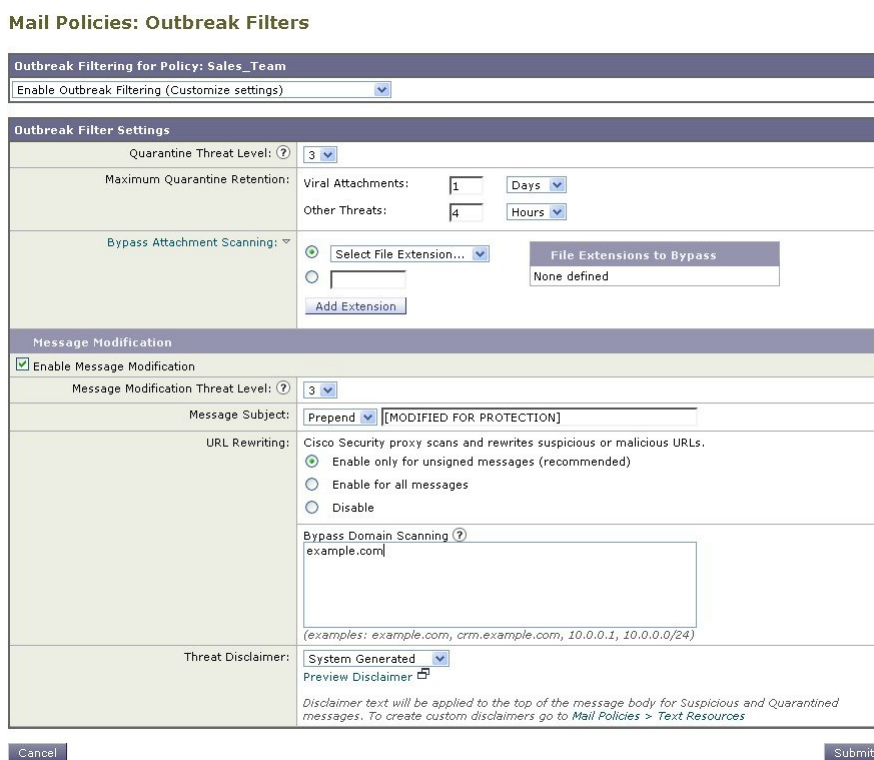 Mail Policies: Outbreak Filters
Outbreak Filtering for Policy: Sales_Team
Enable Outbreak Filtering (Customize settings)
Outbreak Filter Settings
Quarantine Threat Level: ? 3
Maximum Quarantine Retention: Viral Attachments: 1 Days
Other Threats: 4 Hours
Bypass Attachment Scanning: Select File Extension... File Extensions to Bypass
None defined
Add Extension
Message Modification
Enable Message Modification
Message Modification Threat Level: ? 3
Message Subject: Prepend [MODIFIED FOR PROTECTION]
URL Rewriting: Cisco Security proxy scans and rewrites suspicious or malicious URLs.
Enable only for unsigned messages (recommended)
Enable for all messages
Disable
Bypass Domain Scanning ?
example.com
(examples: example.com, crm.example.com, 10.0.0.1, 10.0.0.0/24)
Threat Disclaimer: System Generated
Preview Disclaimer
Disclaimer text will be applied to the top of the message body for Suspicious and Quarantined
messages. To create custom disclaimers go to Mail Policies > Text Resources
Cancel Submit